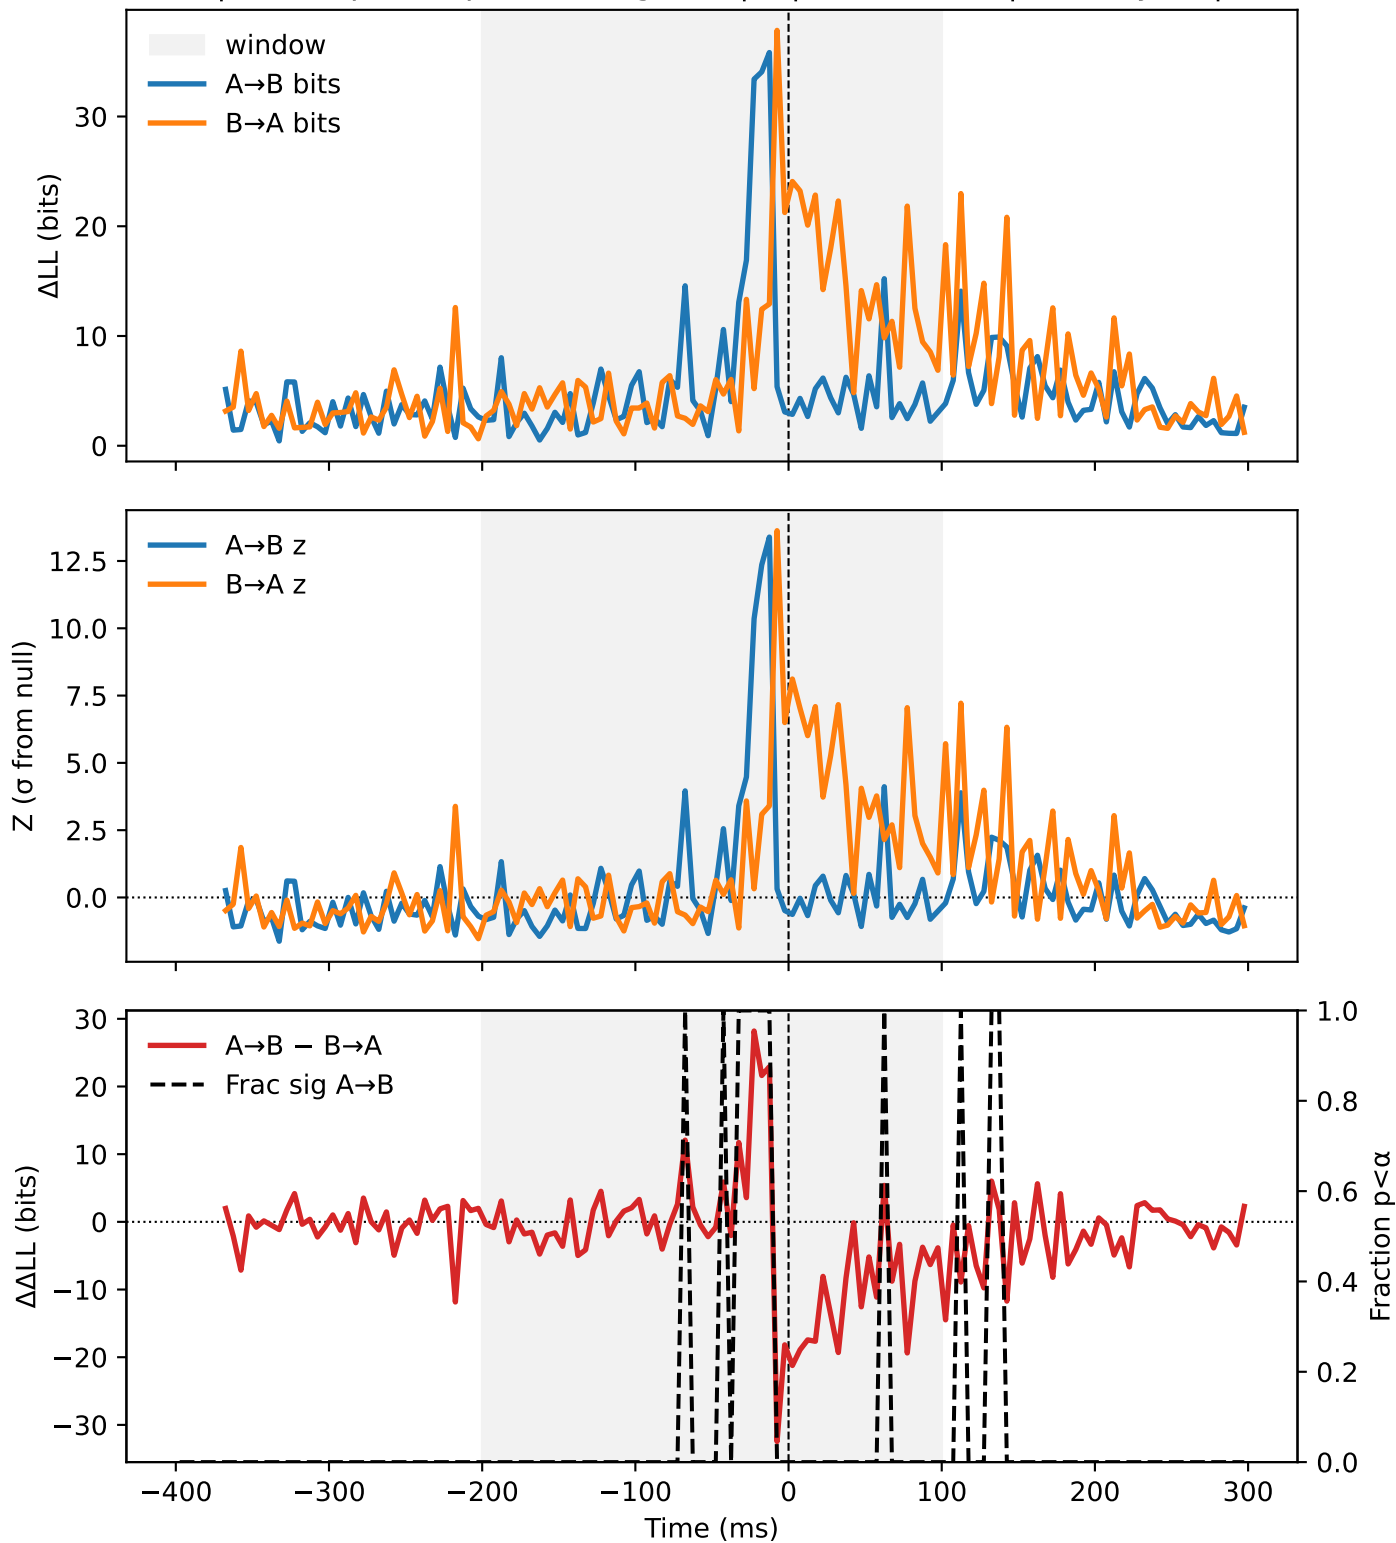 window
A→B bits
B→A bits
ΔLL (bits)
30
20
10
0
A→B z
B→A z
Z (σ from null)
12.5
10.0
7.5
5.0
2.5
0.0
A→B − B→A
Frac sig A→B
ΔΔLL (bits)
30
20
10
0
−10
−20
−30
1.0
0.8
0.6
0.4
0.2
0.0
Fraction p<α
−400
−300
−200
−100
0
100
200
300
Time (ms)